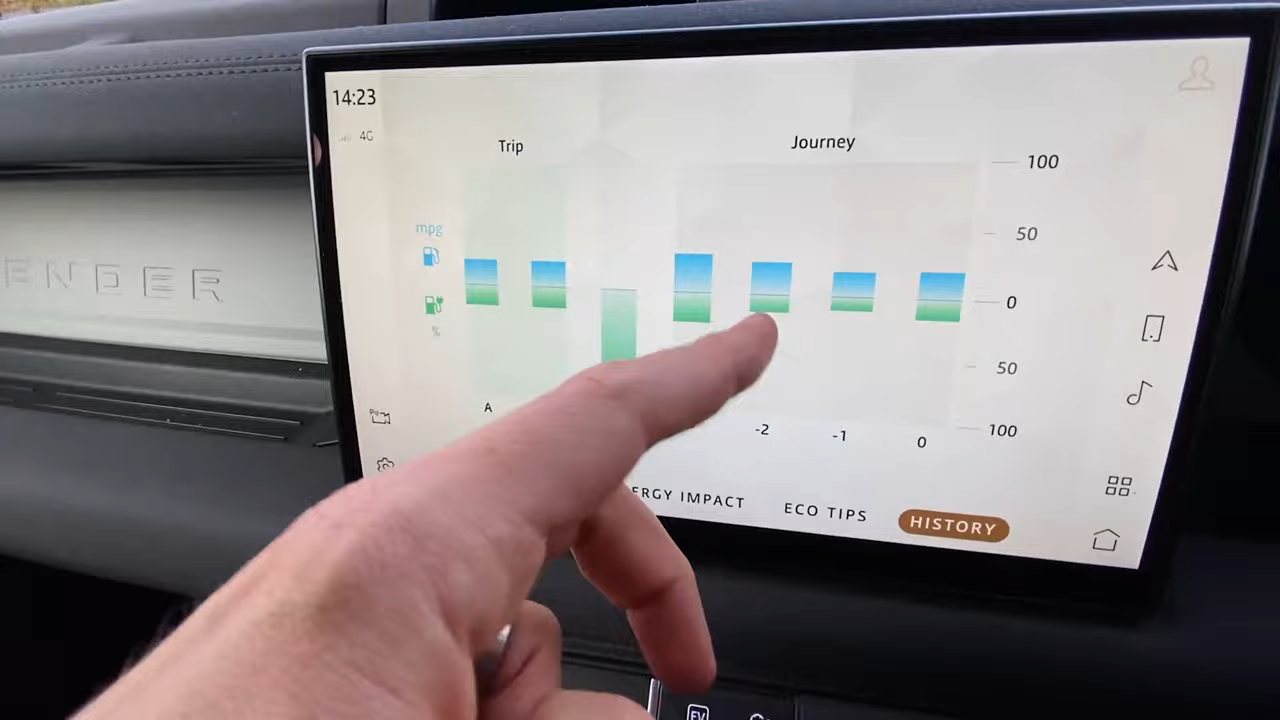 14:23
4G
Trip
Journey
100
mpg
50
ENDER
0
%
50
A
-2
-1
0
100
ERGY IMPACT
ECO TIPS
HISTORY
EV